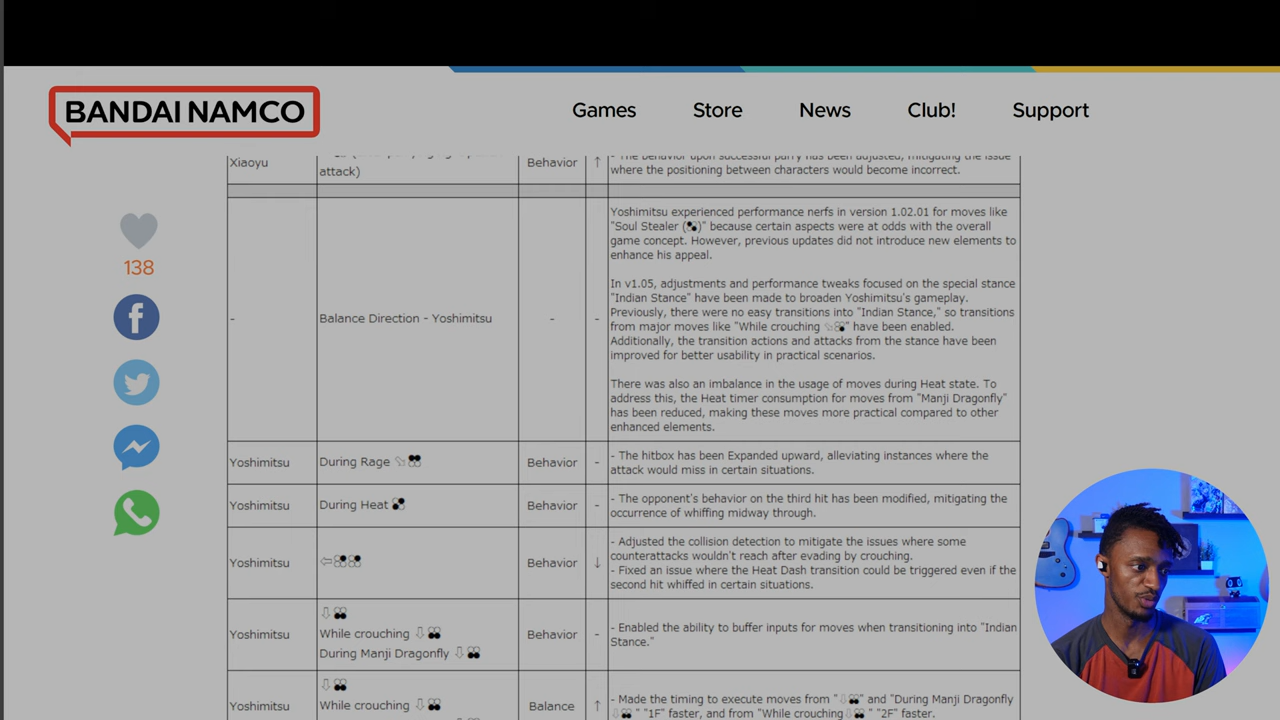 BANDAI NAMCO
Games
Store
News
Club!
Support
138
Xiaoyu
attack)
Behavior
↑
- The behavior upon successful parry has been adjusted, mitigating the issue
where the positioning between characters would become incorrect.
-
Balance Direction - Yoshimitsu
-
-
Yoshimitsu experienced performance nerfs in version 1.02.01 for moves like
"Soul Stealer ()" because certain aspects were at odds with the overall
game concept. However, previous updates did not introduce new elements to
enhance his appeal.
In v1.05, adjustments and performance tweaks focused on the special stance
"Indian Stance" have been made to broaden Yoshimitsu's gameplay.
Previously, there were no easy transitions into "Indian Stance," so transitions
from major moves like "While crouching" have been enabled.
Additionally, the transition actions and attacks from the stance have been
improved for better usability in practical scenarios.
There was also an imbalance in the usage of moves during Heat state. To
address this, the Heat timer consumption for moves from "Manji Dragonfly"
has been reduced, making these moves more practical compared to other
enhanced elements.
Yoshimitsu
During Rage
Behavior
-
- The hitbox has been Expanded upward, alleviating instances where the
attack would miss in certain situations.
Yoshimitsu
During Heat
Behavior
-
- The opponent's behavior on the third hit has been modified, mitigating the
occurrence of whiffing midway through.
Yoshimitsu
⇦
Behavior
↓
- Adjusted the collision detection to mitigate the issues where some
counterattacks wouldn't reach after evading by crouching.
- Fixed an issue where the Heat Dash transition could be triggered even if the
second hit whiffed in certain situations.
Yoshimitsu
⇩
While crouching ⇩
During Manji Dragonfly ⇩
Behavior
-
- Enabled the ability to buffer inputs for moves when transitioning into "Indian
Stance."
Yoshimitsu
⇩
While crouching ⇩
Balance
↑
- Made the timing to execute moves from "⇩" and "During Manji Dragonfly
⇩" "1F" faster, and from "While crouching⇩" "2F" faster.